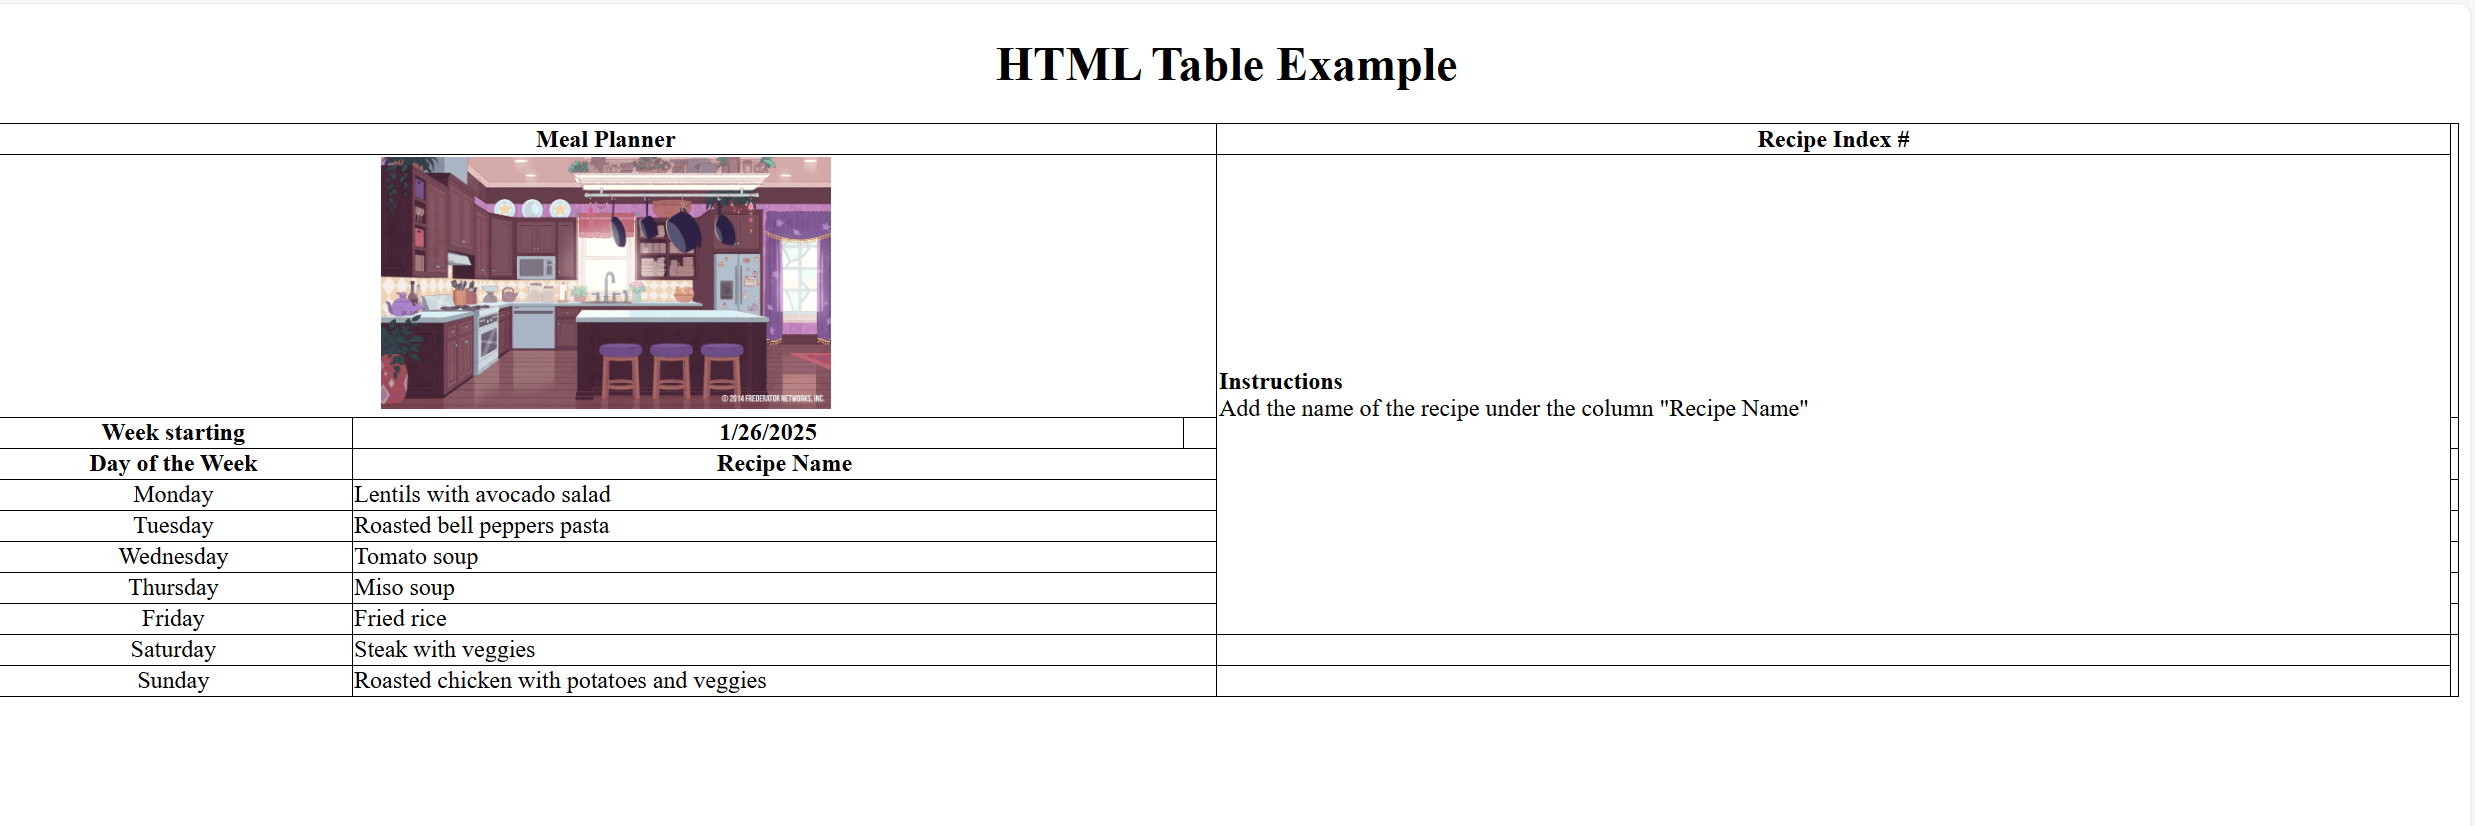 HTML Table Example
Meal Planner
Recipe Index #
© 2014 FREDERATOR NETWORKS, INC.
Instructions
Add the name of the recipe under the column "Recipe Name"
Week starting
1/26/2025
Day of the Week
Recipe Name
Monday
Lentils with avocado salad
Tuesday
Roasted bell peppers pasta
Wednesday
Tomato soup
Thursday
Miso soup
Friday
Fried rice
Saturday
Steak with veggies
Sunday
Roasted chicken with potatoes and veggies